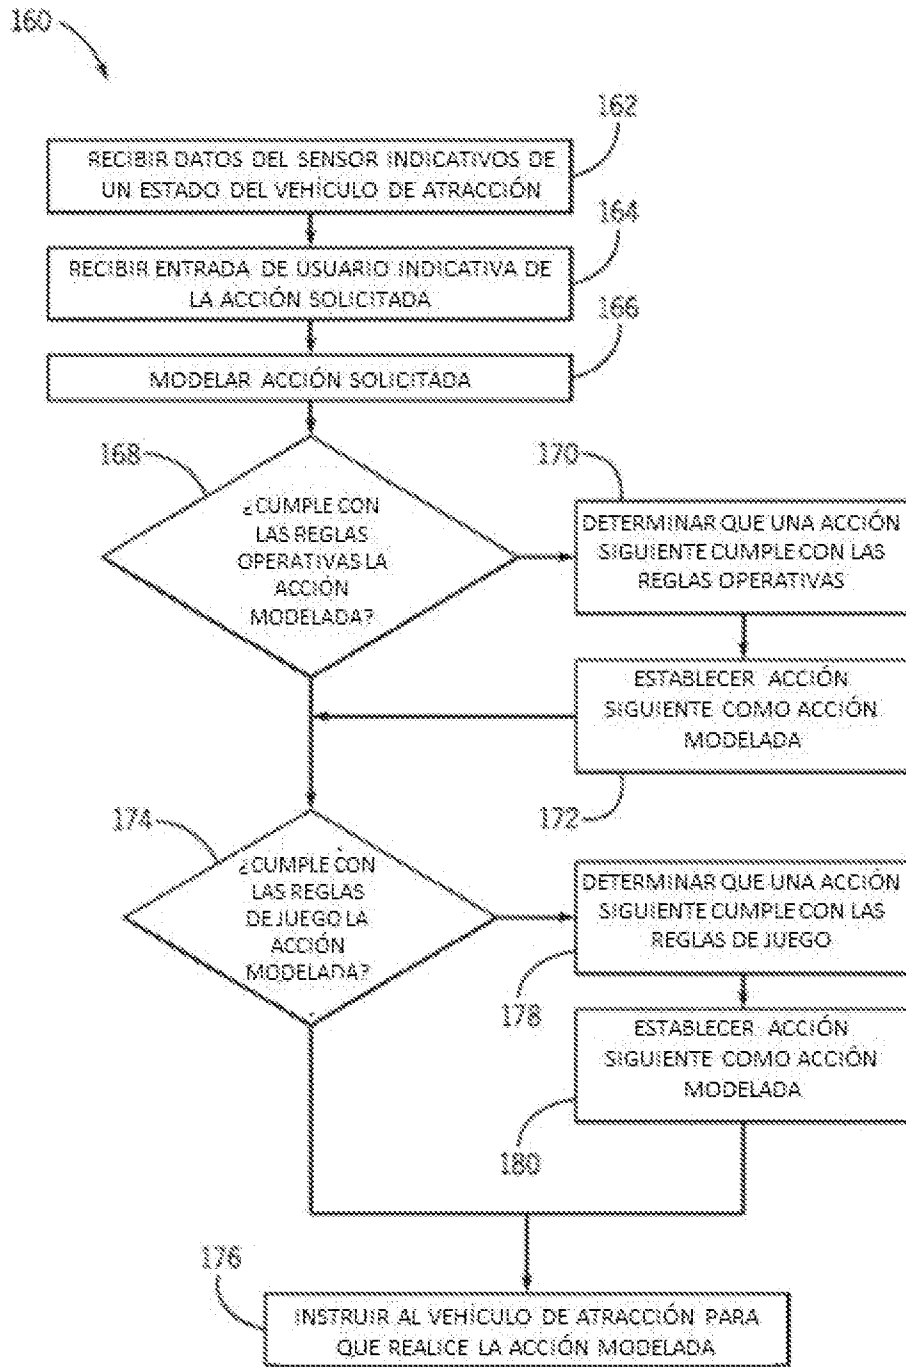 160
162
RECIBIR DATOS DEL SENSOR INDICATIVOS DE
UN ESTADO DEL VEHÍCULO DE ATRACCIÓN
164
RECIBIR ENTRADA DE USUARIO INDICATIVA DE
LA ACCIÓN SOLICITADA
166
MODELAR ACCIÓN SOLICITADA
168
¿CUMPLE CON
LAS REGLAS
OPERATIVAS LA
ACCIÓN
MODELADA?
170
DETERMINAR QUE UNA ACCIÓN
SIGUIENTE CUMPLE CON LAS
REGLAS OPERATIVAS
ESTABLECER ACCIÓN
SIGUIENTE COMO ACCIÓN
MODELADA
172
174
¿CUMPLE CON
LAS REGLAS
DE JUEGO LA
ACCIÓN
MODELADA?
DETERMINAR QUE UNA ACCIÓN
SIGUIENTE CUMPLE CON LAS
REGLAS DE JUEGO
178
ESTABLECER ACCIÓN
SIGUIENTE COMO ACCIÓN
MODELADA
180
176
INSTRUIR AL VEHÍCULO DE ATRACCIÓN PARA
QUE REALICE LA ACCIÓN MODELADA